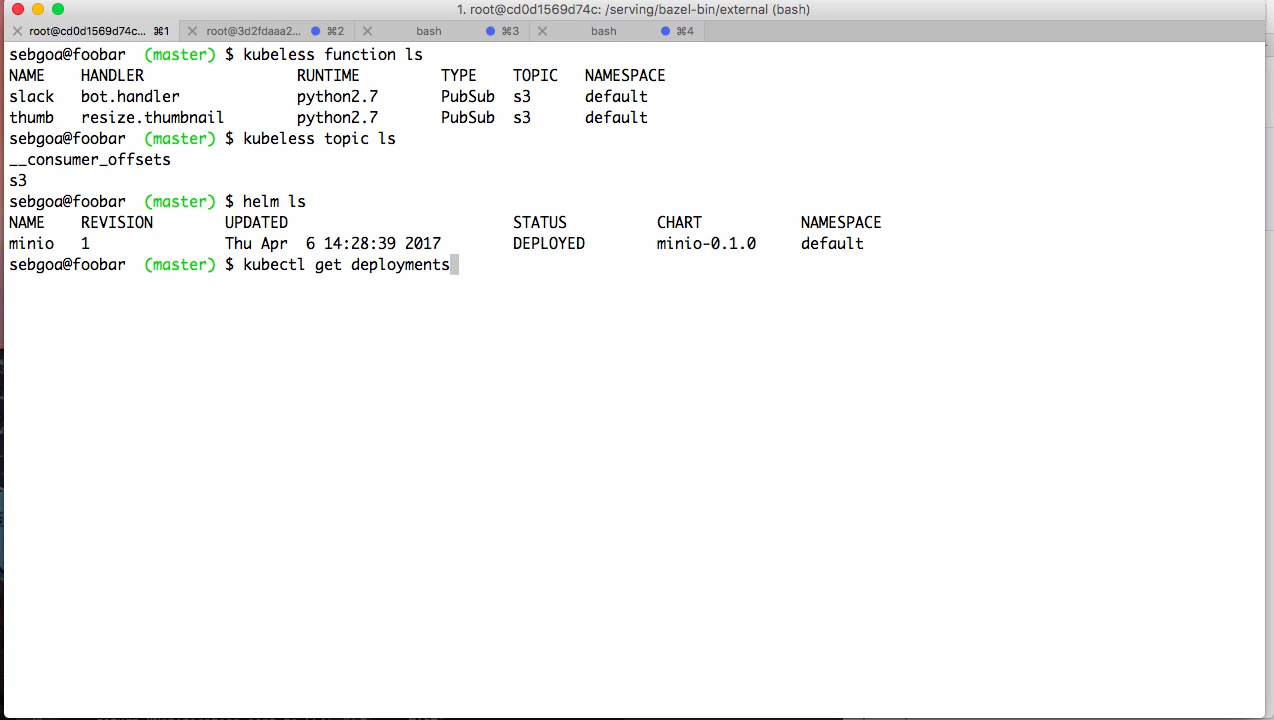 1. root@cd0d1569d74c: /serving/bazel-bin/external (bash)
root@cd0d1569d74c... ⌘1 root@3d2fdaaa2... ⌘2 bash ⌘3 bash ⌘4
sebgoa@foobar (master) $ kubeless function ls
NAME HANDLER RUNTIME TYPE TOPIC NAMESPACE
slack bot.handler python2.7 PubSub s3 default
thumb resize.thumbnail python2.7 PubSub s3 default
sebgoa@foobar (master) $ kubeless topic ls
__consumer_offsets
s3
sebgoa@foobar (master) $ helm ls
NAME REVISION UPDATED STATUS CHART NAMESPACE
minio 1 Thu Apr 6 14:28:39 2017 DEPLOYED minio-0.1.0 default
sebgoa@foobar (master) $ kubectl get deployments